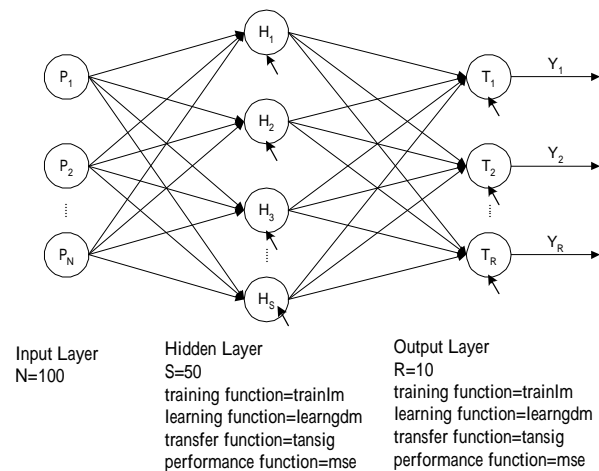 H1
P1
T1
Y1
H2
P2
T2
Y2
H3
PN
TR
YR
HS
Input Layer
N=100
Hidden Layer
S=50
training function=trainlm
learning function=learngdm
transfer function=tansig
performance function=mse
Output Layer
R=10
training function=trainlm
learning function=learngdm
transfer function=tansig
performance function=mse